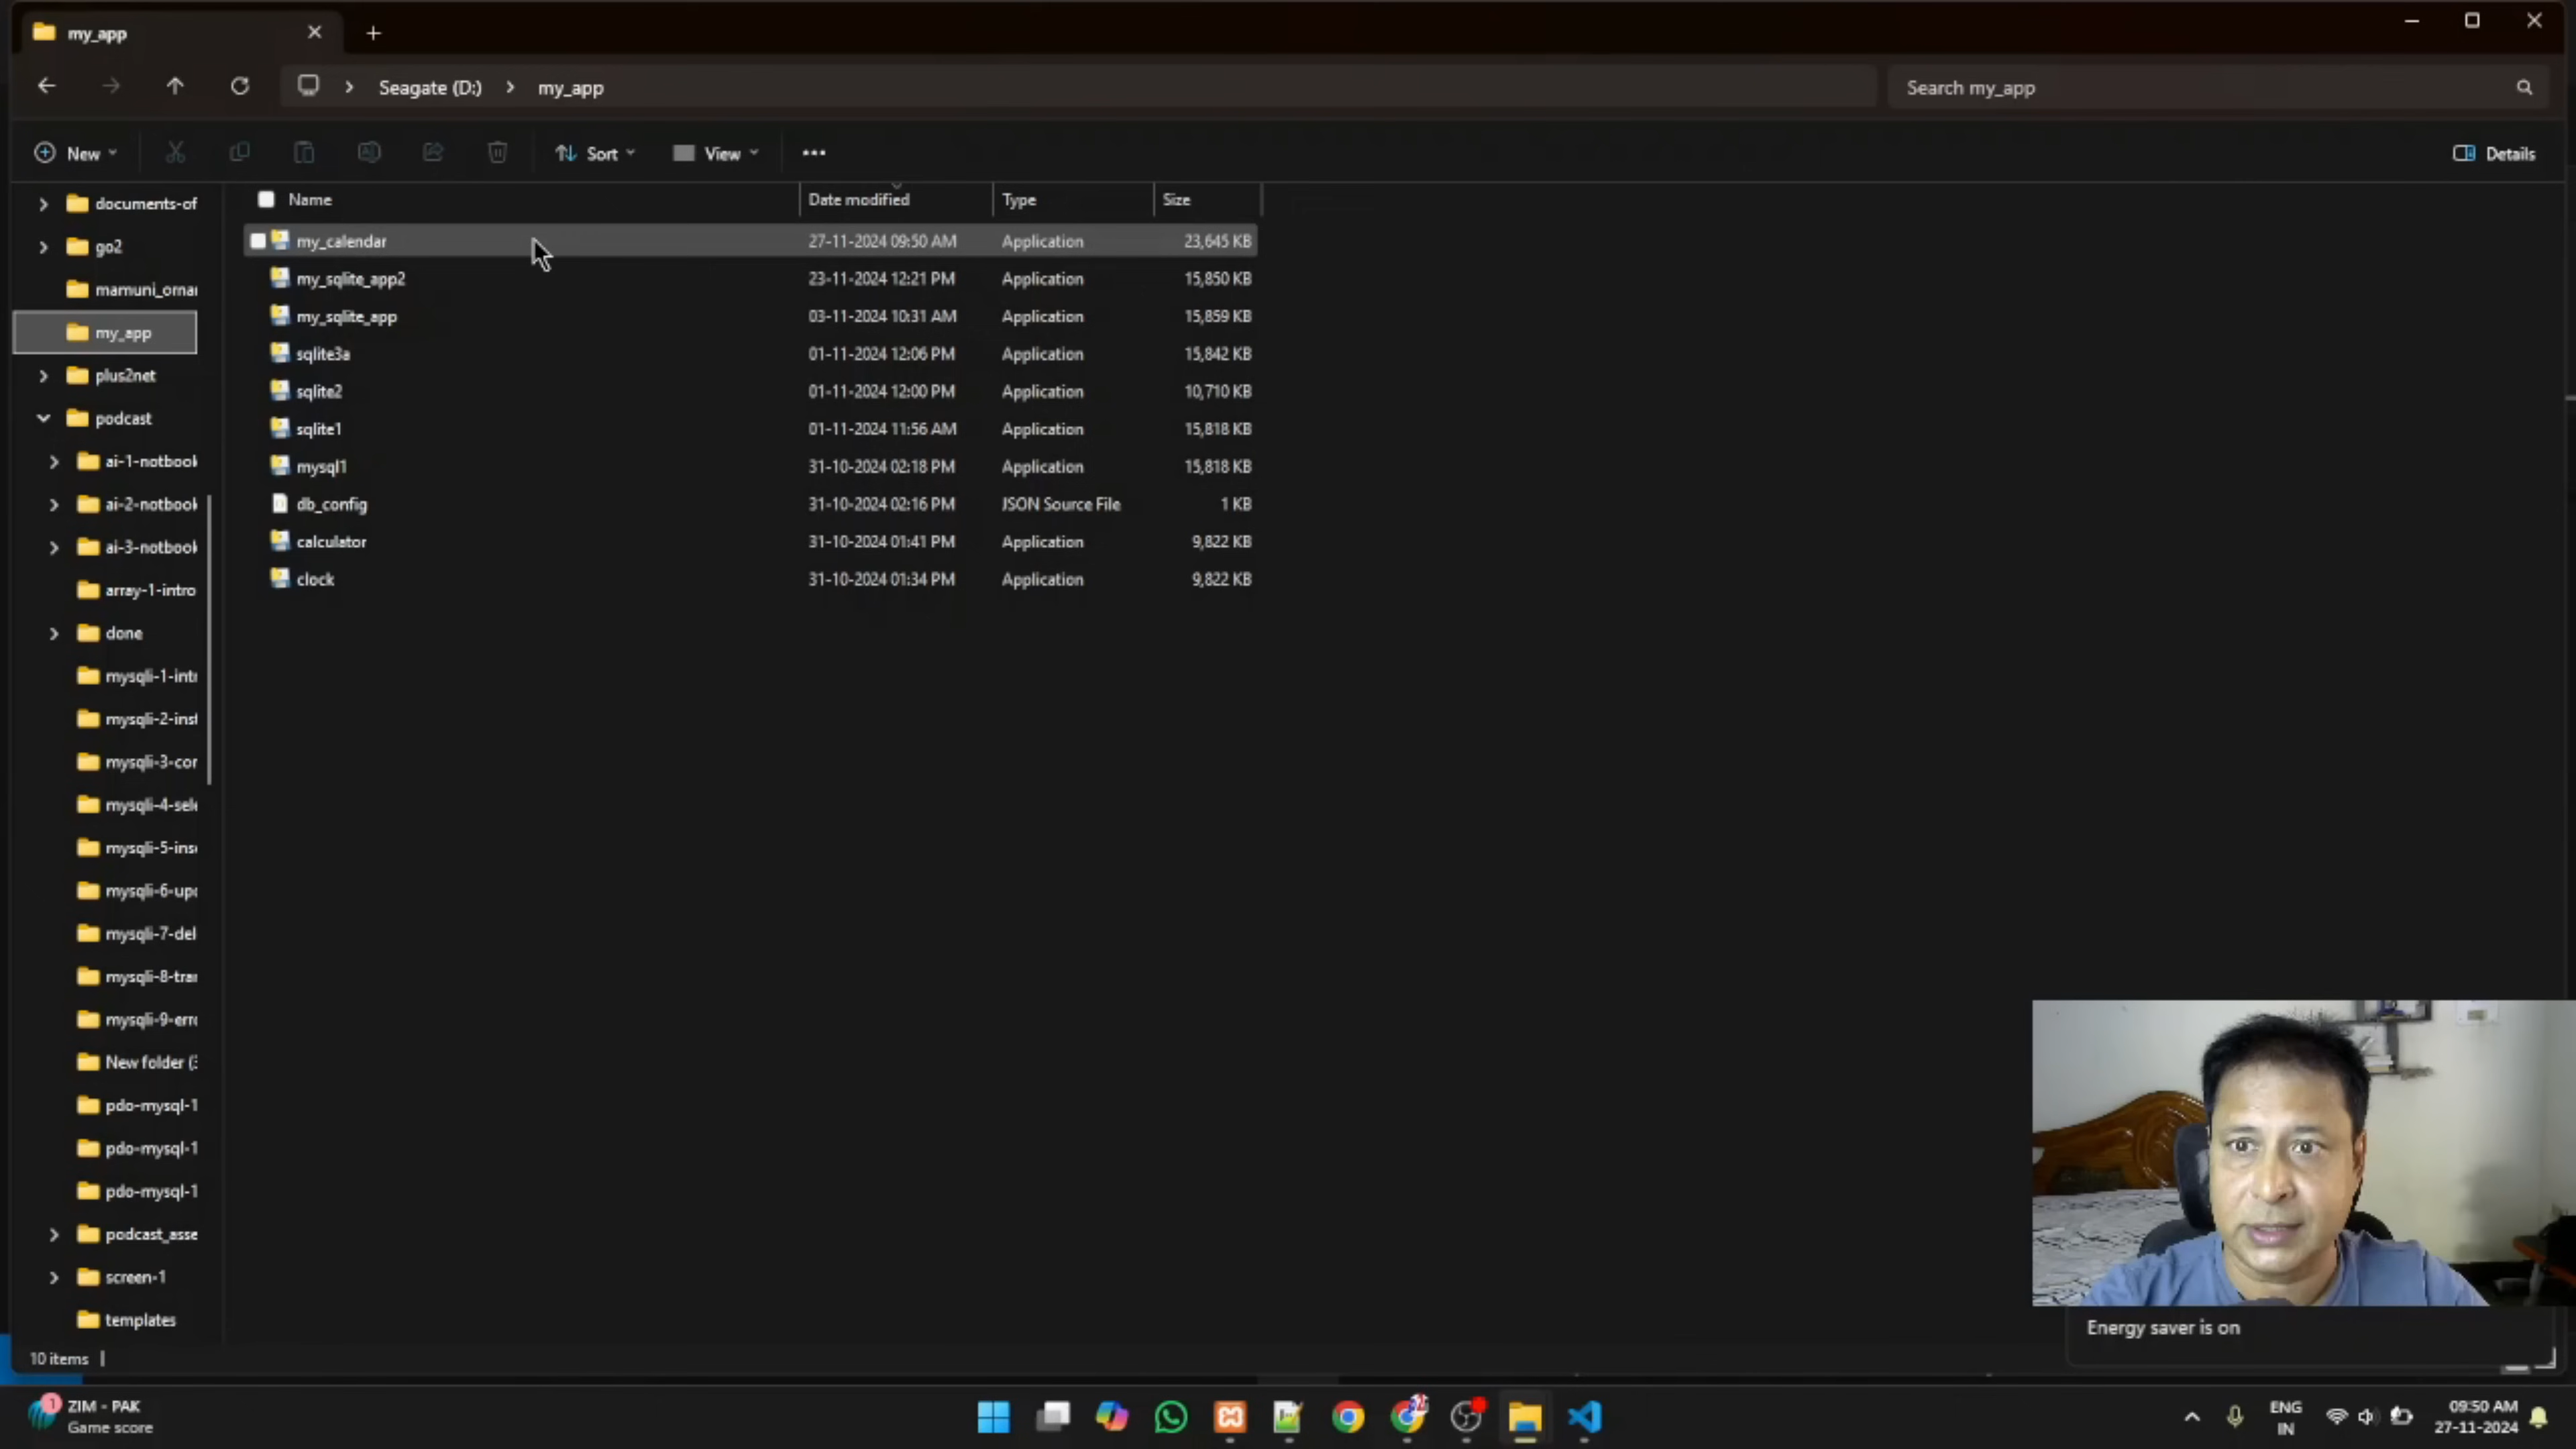 my_app
Seagate (D:) my_app
Search my_app
New
Sort
View
Details
Name Date modified Type Size
my_calendar 27-11-2024 09:50 AM Application 23,645 KB
my_sqlite_app2 23-11-2024 12:21 PM Application 15,850 KB
my_sqlite_app 03-11-2024 10:31 AM Application 15,859 KB
sqlite3a 01-11-2024 12:06 PM Application 15,842 KB
sqlite2 01-11-2024 12:00 PM Application 10,710 KB
sqlite1 01-11-2024 11:56 AM Application 15,818 KB
mysql1 31-10-2024 02:18 PM Application 15,818 KB
db_config 31-10-2024 02:16 PM JSON Source File 1 KB
calculator 31-10-2024 01:41 PM Application 9,822 KB
clock 31-10-2024 01:34 PM Application 9,822 KB
documents-of
go2
mamuni_orna
my_app
plus2net
podcast
ai-1-notbook
ai-2-notbook
ai-3-notbook
array-1-intro
done
mysqli-1-int
mysqli-2-inst
mysqli-3-cor
mysqli-4-sel
mysqli-5-ins
mysqli-6-up
mysqli-7-del
mysqli-8-tra
mysqli-9-err
New folder (
pdo-mysql-1
pdo-mysql-1
pdo-mysql-1
podcast_asse
screen-1
templates
10 items
Energy saver is on
1
ZIM - PAK
Game score
ENG
IN
09:50 AM
27-11-2024